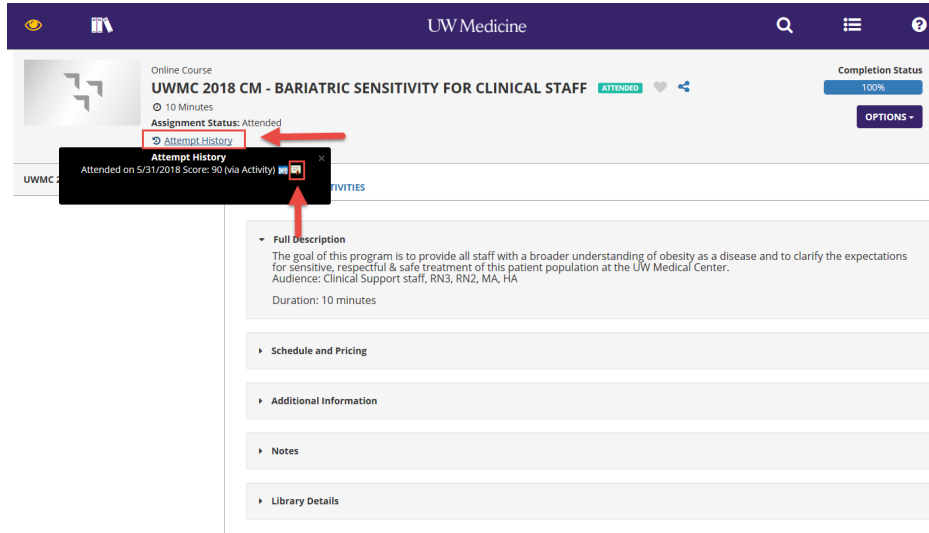 UW Medicine
Online Course
UWMC 2018 CM - BARIATRIC SENSITIVITY FOR CLINICAL STAFF ATTENDED
10 Minutes
Assignment Status: Attended
Attempt History
Completion Status
100%
OPTIONS
Attempt History ×
Attended on 5/31/2018 Score: 90 (via Activity)
UWMC 2
TIVITIES
Full Description
The goal of this program is to provide all staff with a broader understanding of obesity as a disease and to clarify the expectations
for sensitive, respectful & safe treatment of this patient population at the UW Medical Center.
Audience: Clinical Support staff, RN3, RN2, MA, HA
Duration: 10 minutes
Schedule and Pricing
Additional Information
Notes
Library Details